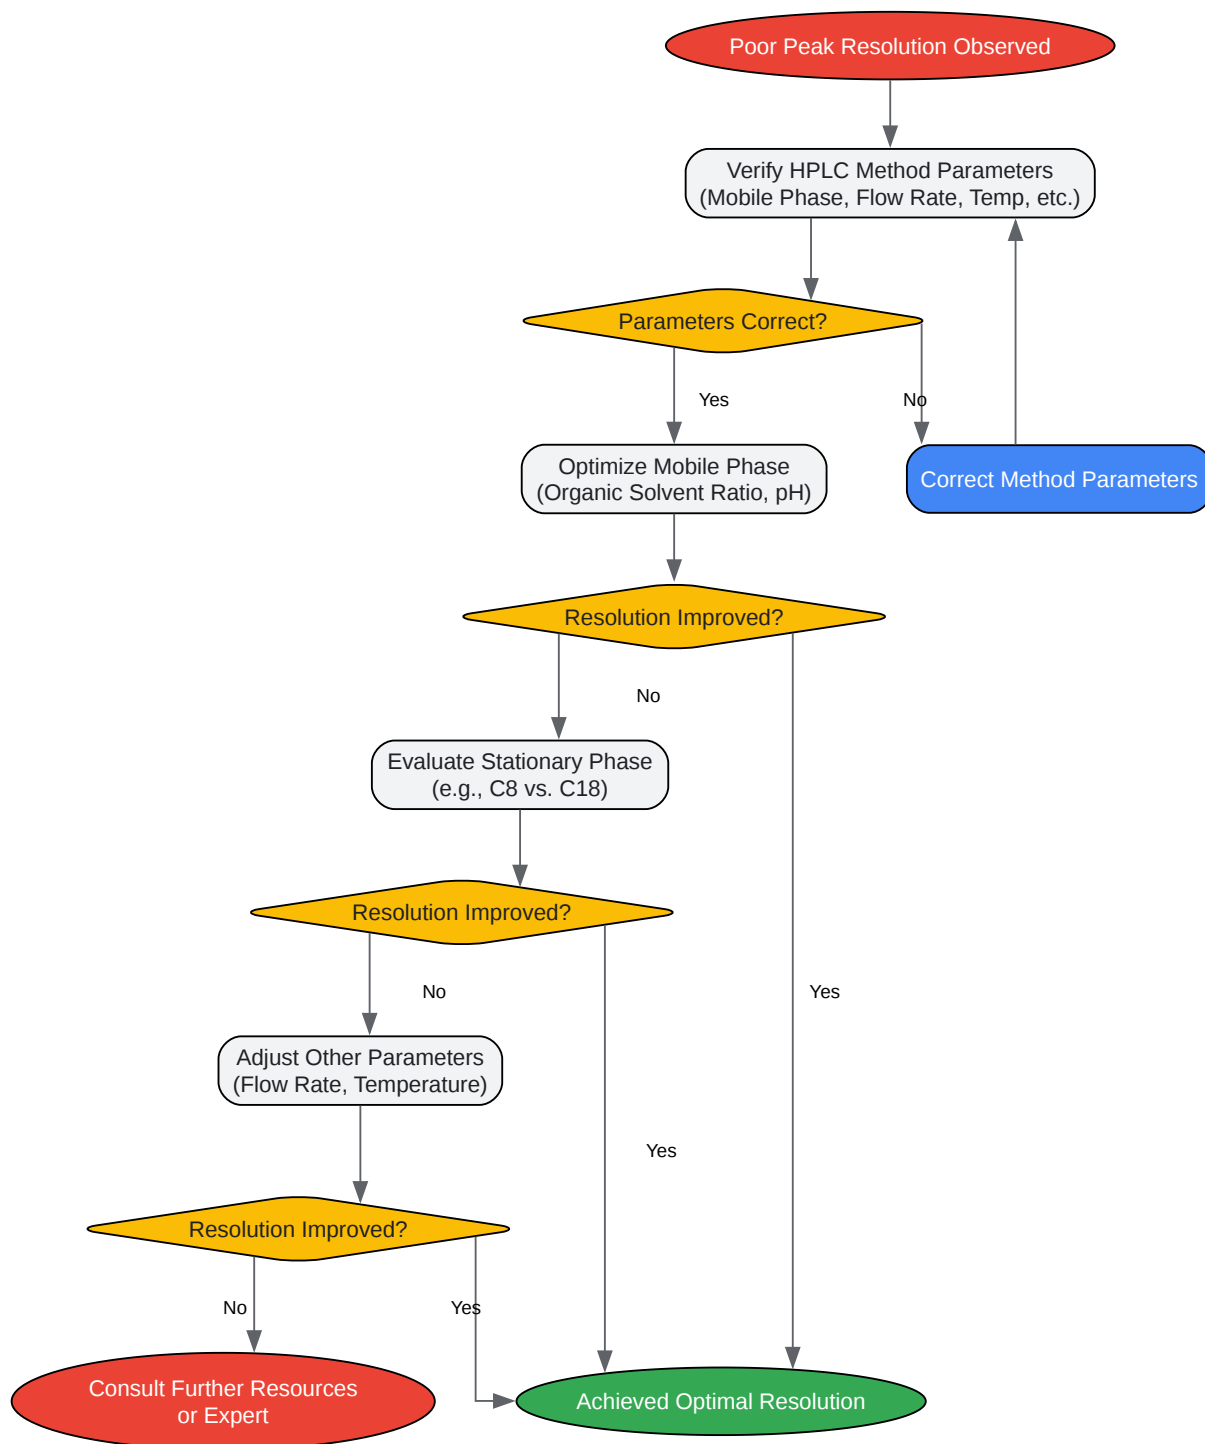 Poor Peak Resolution Observed
Verify HPLC Method Parameters
(Mobile Phase, Flow Rate, Temp, etc.)
Parameters Correct?
Yes
No
Optimize Mobile Phase
(Organic Solvent Ratio, pH)
Correct Method Parameters
Resolution Improved?
No
Evaluate Stationary Phase
(e.g., C8 vs. C18)
Resolution Improved?
No
Yes
Adjust Other Parameters
(Flow Rate, Temperature)
Yes
Resolution Improved?
No
Yes
Consult Further Resources
or Expert
Achieved Optimal Resolution